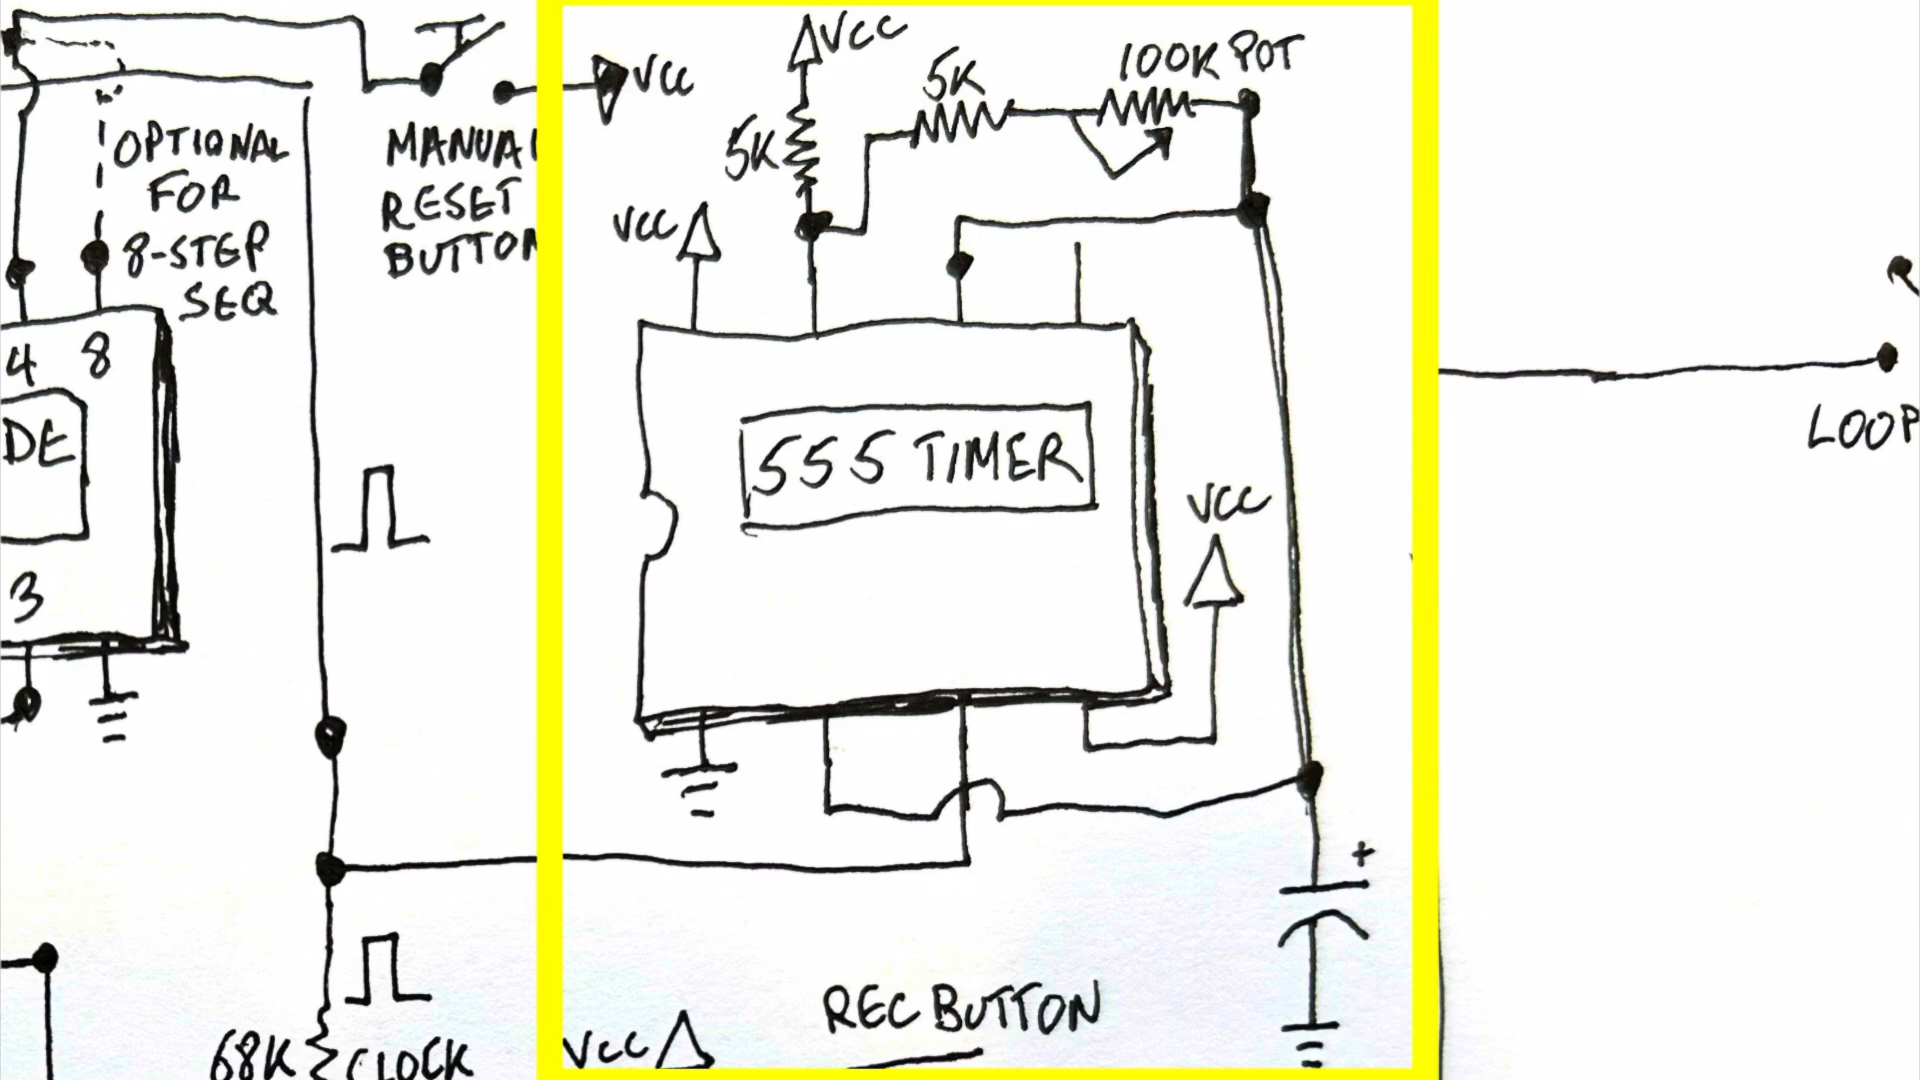 OPTIONAL
FOR
8-STEP
SEQ
4 8
DE
3
MANUAL
RESET
BUTTON
VCC
VCC
5K
VCC
5K
100K POT
555 TIMER
VCC
+
REC BUTTON
VCC
68K
CLOCK
LOOP